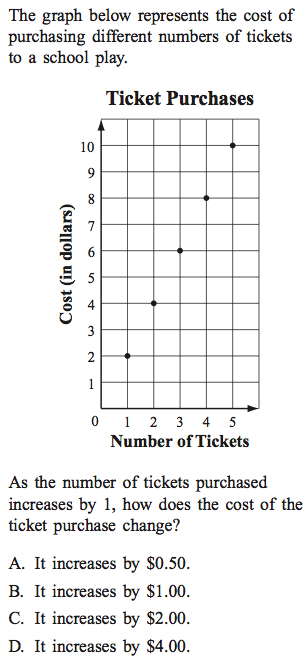 The graph below represents the cost of
purchasing different numbers of tickets
to a school play.
Ticket Purchases
Cost (in dollars)
10
9
8
7
6
5
4
3
2
1
0 1 2 3 4 5
Number of Tickets
As the number of tickets purchased
increases by 1, how does the cost of the
ticket purchase change?
A. It increases by $0.50.
B. It increases by $1.00.
C. It increases by $2.00.
D. It increases by $4.00.